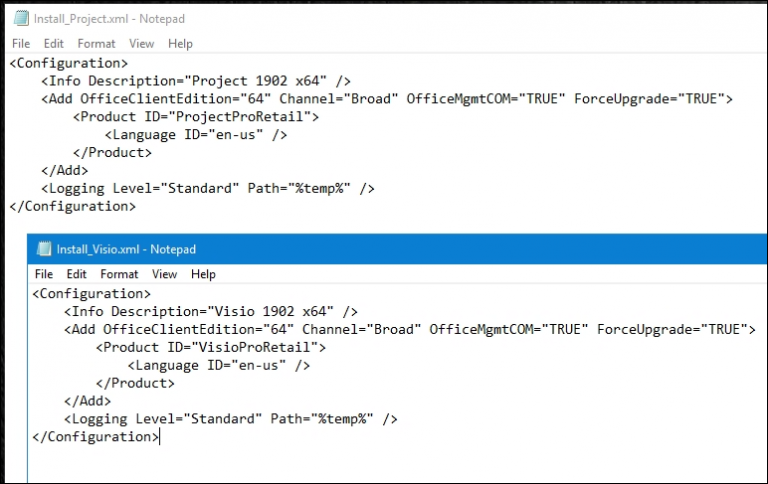 Install_Project.xml - Notepad
File Edit Format View Help
<Configuration>
    <Info Description="Project 1902 x64" />
    <Add OfficeClientEdition="64" Channel="Broad" OfficeMgmtCOM="TRUE" ForceUpgrade="TRUE">
        <Product ID="ProjectProRetail">
            <Language ID="en-us" />
        </Product>
    </Add>
    <Logging Level="Standard" Path="%temp%" />
</Configuration>
Install_Visio.xml - Notepad
File Edit Format View Help
<Configuration>
    <Info Description="Visio 1902 x64" />
    <Add OfficeClientEdition="64" Channel="Broad" OfficeMgmtCOM="TRUE" ForceUpgrade="TRUE">
        <Product ID="VisioProRetail">
            <Language ID="en-us" />
        </Product>
    </Add>
    <Logging Level="Standard" Path="%temp%" />
</Configuration>